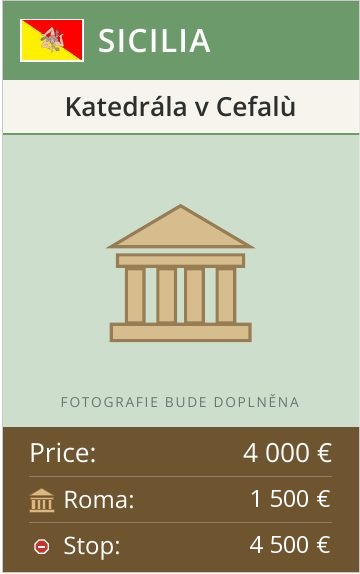 SICILIA
Katedrála v Cefalù
FOTOGRAFIE BUDE DOPLNĚNA
Price: 4 000 €
Roma: 1 500 €
Stop: 4 500 €